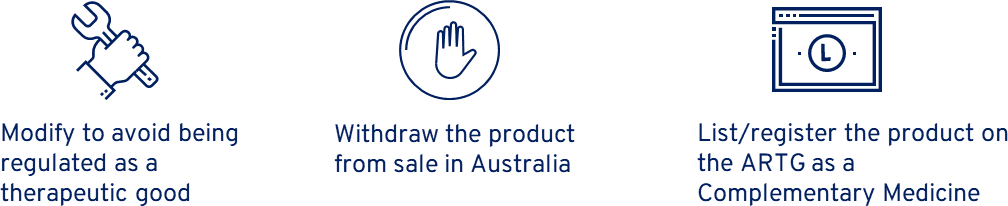 L
Modify to avoid being
regulated as a
therapeutic good
Withdraw the product
from sale in Australia
List/register the product on
the ARTG as a
Complementary Medicine